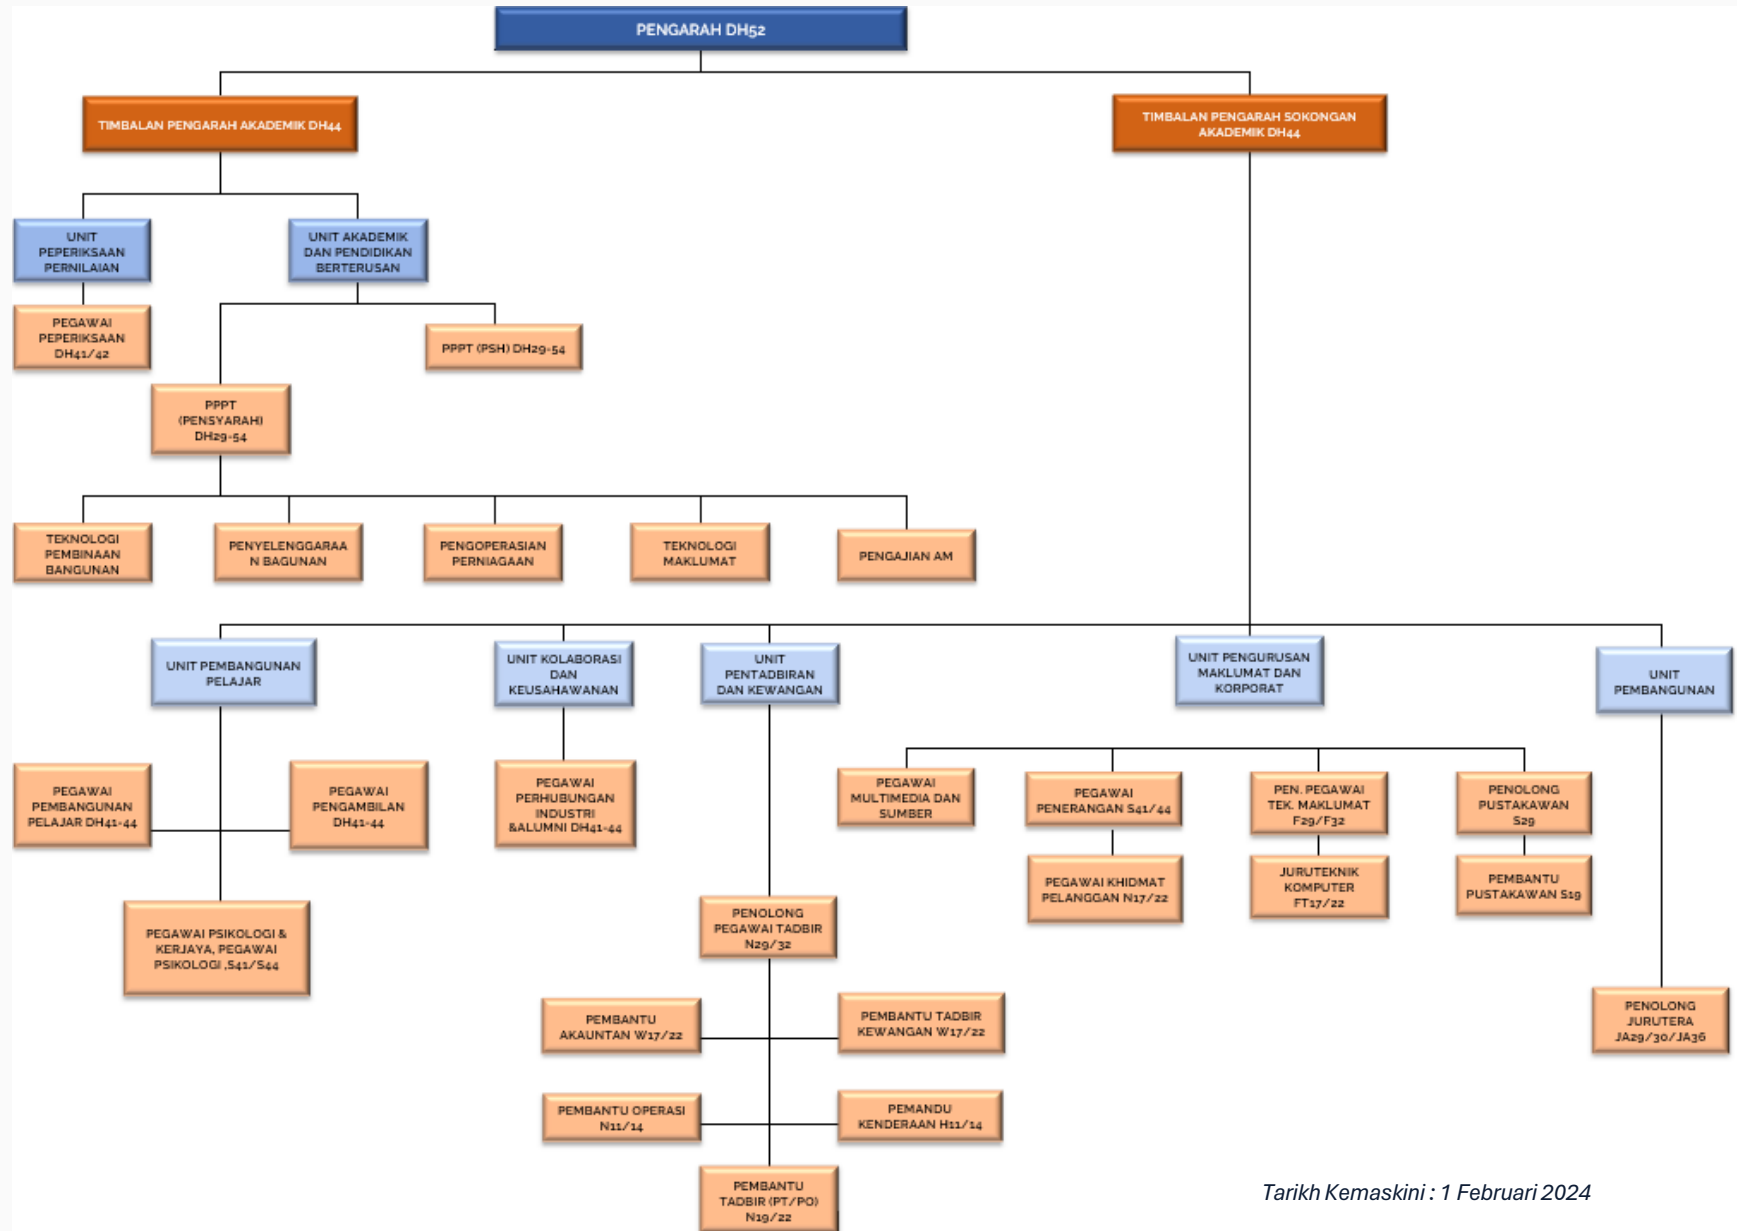 PENGARAH DH52
TIMBALAN PENGARAH AKADEMIK DH44
TIMBALAN PENGARAH SOKONGAN
AKADEMIK DH44
UNIT
PEPERIKSAAN
PERNILAIAN
UNIT AKADEMIK
DAN PENDIDIKAN
BERTERUSAN
PEGAWAI
PEPERIKSAAN
DH41/42
PPPT (PSH) DH29-54
PPPT
(PENSYARAH)
DH29-54
TEKNOLOGI
PEMBINAAN
BANGUNAN
PENYELENGGARAA
N BAGUNAN
PENGOPERASIAN
PERNIAGAAN
TEKNOLOGI
MAKLUMAT
PENGAJIAN AM
UNIT PEMBANGUNAN
PELAJAR
UNIT KOLABORASI
DAN
KEUSAHAWANAN
UNIT
PENTADBIRAN
DAN KEWANGAN
UNIT PENGURUSAN
MAKLUMAT DAN
KORPORAT
UNIT
PEMBANGUNAN
PEGAWAI
PEMBANGUNAN
PELAJAR DH41-44
PEGAWAI
PENGAMBILAN
DH41-44
PEGAWAI
PERHUBUNGAN
INDUSTRI
&ALUMNI DH41-44
PEGAWAI
MULTIMEDIA DAN
SUMBER
PEGAWAI
PENERANGAN S41/44
PEN. PEGAWAI
TEK. MAKLUMAT
F29/F32
PENOLONG
PUSTAKAWAN
S29
PEGAWAI KHIDMAT
PELANGGAN N17/22
JURUTEKNIK
KOMPUTER
FT17/22
PEMBANTU
PUSTAKAWAN S19
PEGAWAI PSIKOLOGI &
KERJAYA, PEGAWAI
PSIKOLOGI ,S41/S44
PENOLONG
PEGAWAI TADBIR
N29/32
PEMBANTU
AKAUNTAN W17/22
PEMBANTU TADBIR
KEWANGAN W17/22
PENOLONG
JURUTERA
JA29/30/JA36
PEMBANTU OPERASI
N11/14
PEMANDU
KENDERAAN H11/14
PEMBANTU
TADBIR (PT/PO)
N19/22
Tarikh Kemaskini : 1 Februari 2024